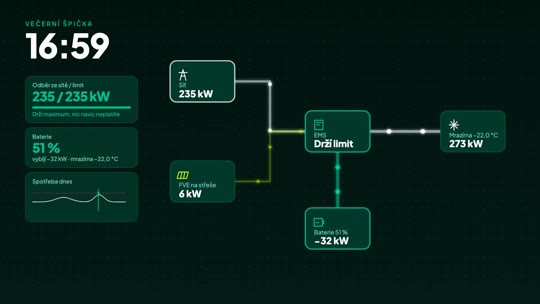 VEČERNÍ ŠPIČKA
16:59
Odběr ze sítě / limit
235 / 235 kW
Drží maximum, nic navíc neplatíte
Baterie
51 %
vybíjí −32 kW · mrazírna −22,0 °C
Spotřeba dnes
Síť
235 kW
FVE na střeše
6 kW
EMS
Drží limit
Baterie 51 %
−32 kW
Mrazírna −22,0 °C
273 kW